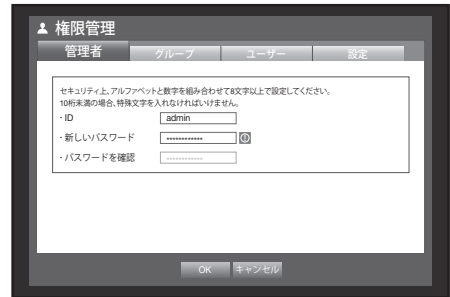 権限管理
管理者 グループ ユーザー 設定
セキュリティ上、アルファベットと数字を組み合わせて8文字以上で設定してください。
10桁未満の場合、特殊文字を入れなければいけません。
· ID admin
· 新しいパスワード ************
· パスワードを確認 ************
OK キャンセル